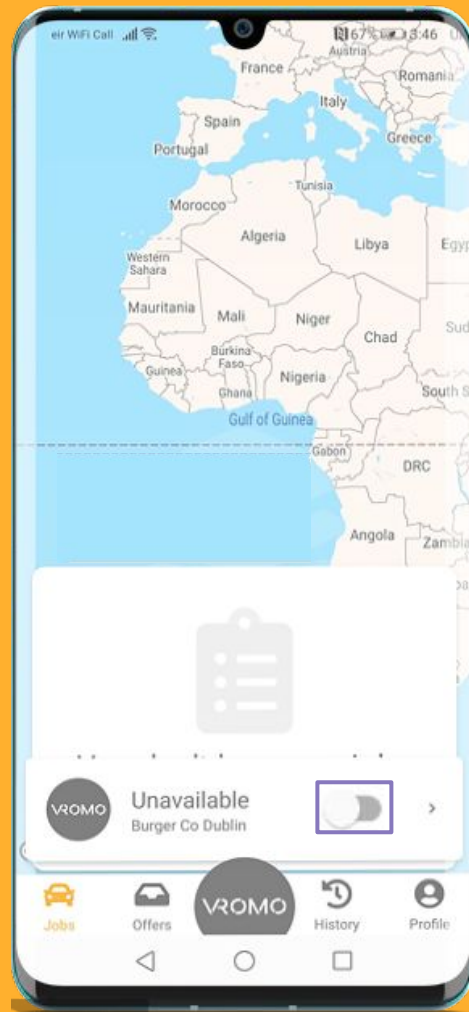 eir WiFi Call 67% 3:46
Austria
France
Romania
Italy
Spain
Greece
Portugal
Tunisia
Morocco
Algeria
Libya
Western
Sahara
Mauritania
Mali
Niger
Chad
Burkina
Faso
Guinea
Nigeria
Ghana
South S
Gulf of Guinea
Gabon
DRC
Angola
Zambia
VROMO
Unavailable
Burger Co Dublin
Jobs
Offers
VROMO
History
Profile